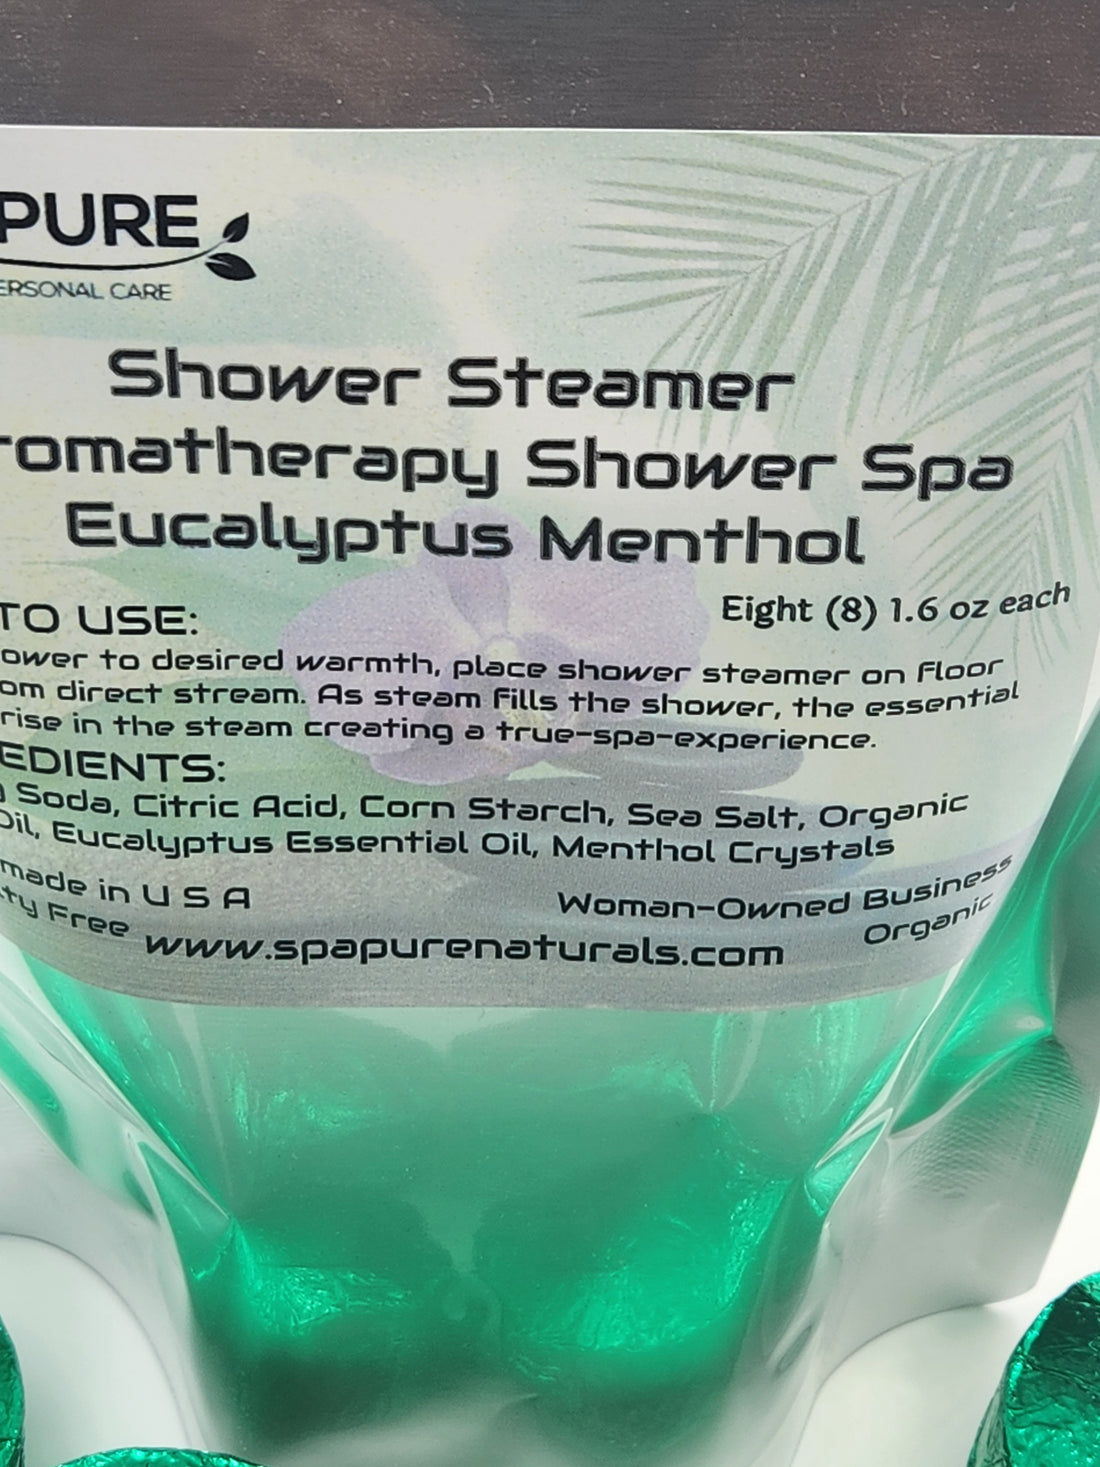 PURE
ERSONAL CARE
Shower Steamer
romatherapy Shower Spa
Eucalyptus Menthol
Eight (8) 1.6 oz each
TO USE:
ower to desired warmth, place shower steamer on floor
om direct stream. As steam fills the shower, the essential
rise in the steam creating a true-spa-experience.
EDIENTS:
Soda, Citric Acid, Corn Starch, Sea Salt, Organic
Oil, Eucalyptus Essential Oil, Menthol Crystals
made in U S A
Woman-Owned Business
ty Free
Organic
www.spapurenaturals.com